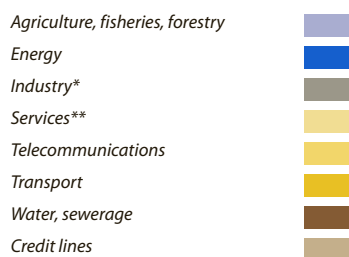 Agriculture, fisheries, forestry
Energy
Industry*
Services**
Telecommunications
Transport
Water, sewerage
Credit lines